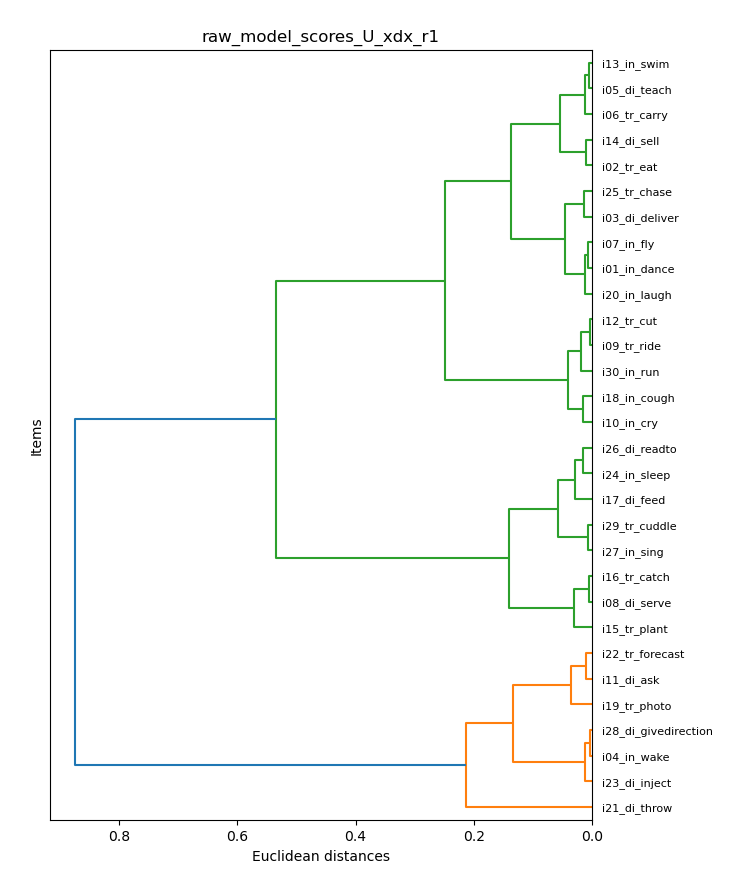 raw_model_scores_U_xdx_r1
i13_in_swim
i05_di_teach
i06_tr_carry
i14_di_sell
i02_tr_eat
i25_tr_chase
i03_di_deliver
i07_in_fly
i01_in_dance
i20_in_laugh
i12_tr_cut
i09_tr_ride
i30_in_run
i18_in_cough
i10_in_cry
i26_di_readto
i24_in_sleep
i17_di_feed
i29_tr_cuddle
i27_in_sing
i16_tr_catch
i08_di_serve
i15_tr_plant
i22_tr_forecast
i11_di_ask
i19_tr_photo
i28_di_givedirection
i04_in_wake
i23_di_inject
i21_di_throw
Items
0.8 0.6 0.4 0.2 0.0
Euclidean distances